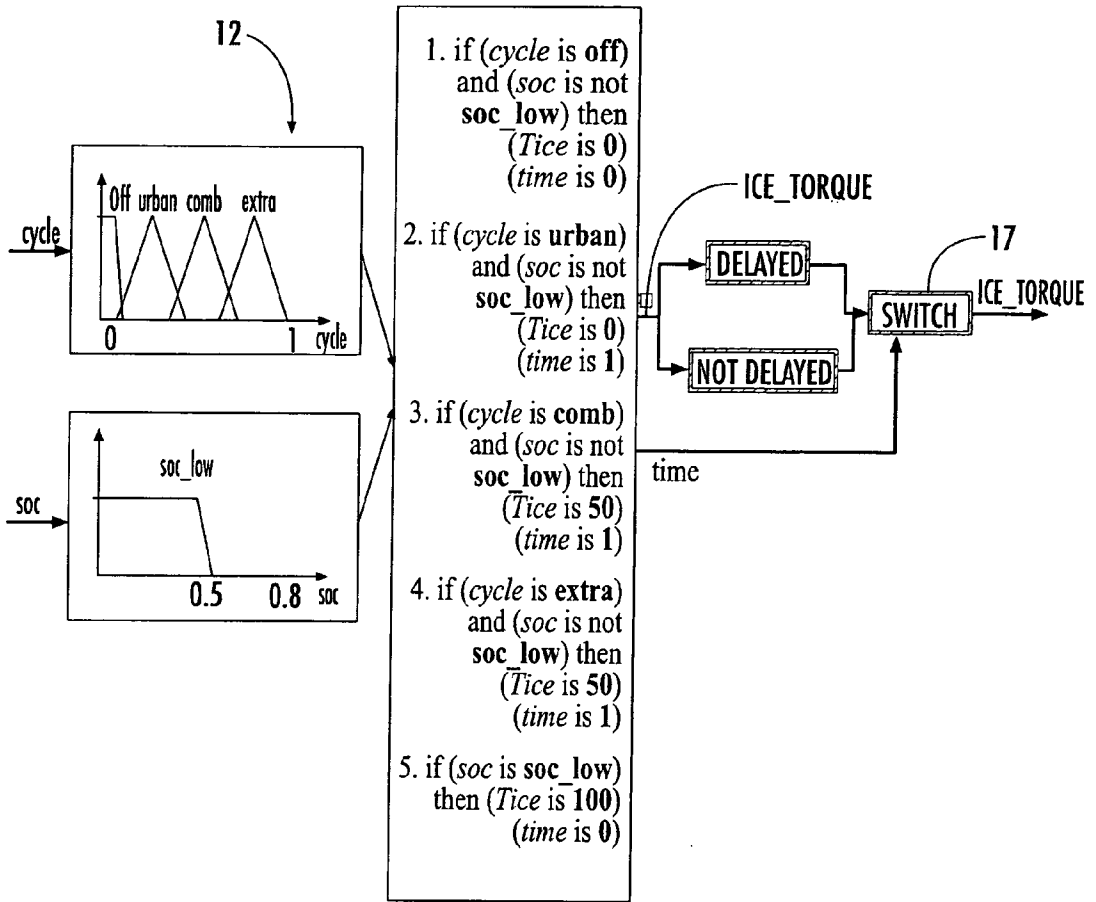 12
Off urban comb extra
cycle
0 1 cycle
soc_low
soc
0.5 0.8 soc
1. if (cycle is off)
and (soc is not
soc_low) then
(Tice is 0)
(time is 0)
2. if (cycle is urban)
and (soc is not
soc_low) then
(Tice is 0)
(time is 1)
3. if (cycle is comb)
and (soc is not
soc_low) then
(Tice is 50)
(time is 1)
4. if (cycle is extra)
and (soc is not
soc_low) then
(Tice is 50)
(time is 1)
5. if (soc is soc_low)
then (Tice is 100)
(time is 0)
ICE_TORQUE
DELAYED
NOT DELAYED
time
17
SWITCH
ICE_TORQUE